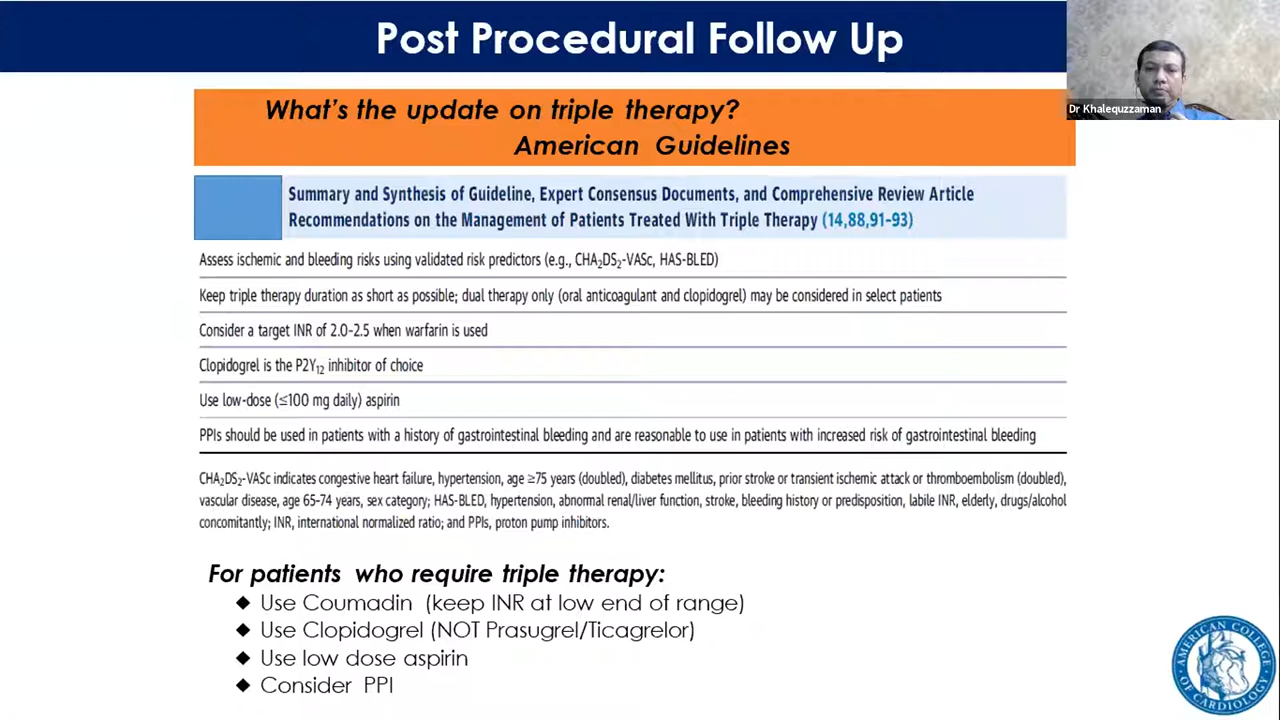 Post Procedural Follow Up
Dr Khalequzzaman
What's the update on triple therapy?
American Guidelines
Summary and Synthesis of Guideline, Expert Consensus Documents, and Comprehensive Review Article
Recommendations on the Management of Patients Treated With Triple Therapy (14,88,91–93)
Assess ischemic and bleeding risks using validated risk predictors (e.g., CHA₂DS₂-VASc, HAS-BLED)
Keep triple therapy duration as short as possible; dual therapy only (oral anticoagulant and clopidogrel) may be considered in select patients
Consider a target INR of 2.0–2.5 when warfarin is used
Clopidogrel is the P2Y₁₂ inhibitor of choice
Use low-dose (≤100 mg daily) aspirin
PPIs should be used in patients with a history of gastrointestinal bleeding and are reasonable to use in patients with increased risk of gastrointestinal bleeding
CHA₂DS₂-VASc indicates congestive heart failure, hypertension, age ≥75 years (doubled), diabetes mellitus, prior stroke or transient ischemic attack or thromboembolism (doubled),
vascular disease, age 65-74 years, sex category; HAS-BLED, hypertension, abnormal renal/liver function, stroke, bleeding history or predisposition, labile INR, elderly, drugs/alcohol
concomitantly; INR, international normalized ratio; and PPIs, proton pump inhibitors.
For patients who require triple therapy:
◆ Use Coumadin (keep INR at low end of range)
◆ Use Clopidogrel (NOT Prasugrel/Ticagrelor)
◆ Use low dose aspirin
◆ Consider PPI
AMERICAN COLLEGE OF CARDIOLOGY